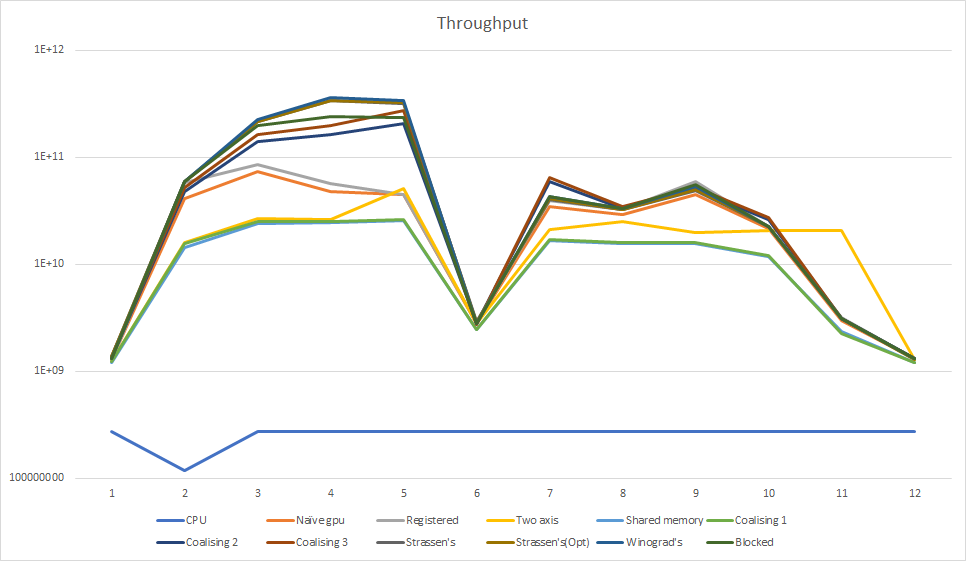 Throughput
1E+12
1E+11
1E+10
1E+09
100000000
1 2 3 4 5 6 7 8 9 10 11 12
CPU Naïve gpu Registered Two axis Shared memory Coalising 1
Coalising 2 Coalising 3 Strassen's Strassen's(Opt) Winograd's Blocked